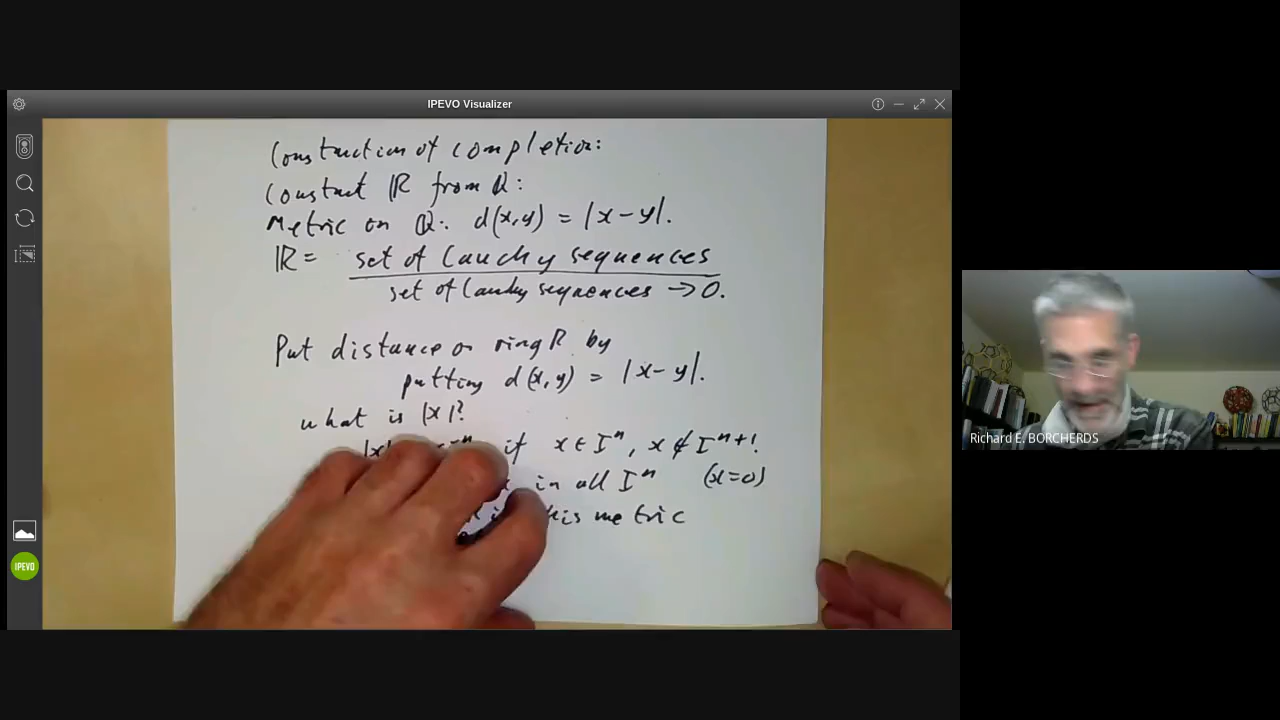 IPEVO Visualizer
Construction of completion:
Construct ℝ from ℚ:
Metric on ℚ: d(x,y) = |x-y|.
ℝ = set of Cauchy sequences
set of Cauchy sequences → 0.
Put distance on ring R by
putting d(x,y) = |x-y|.
what is |x|?
if x ∈ Iⁿ, x ∉ Iⁿ⁺¹
in all Iⁿ (x=0)
this metric
IPEVO
Richard E. BORCHERDS